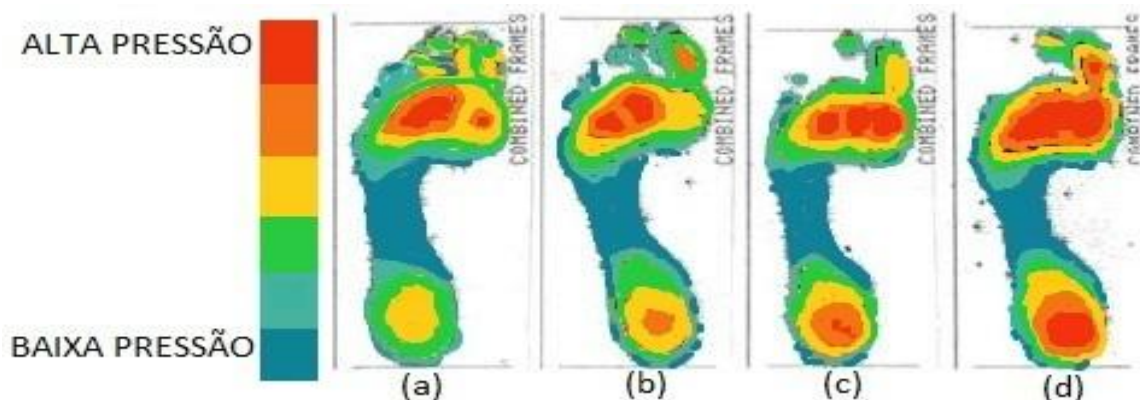 ALTA PRESSÃO
BAIXA PRESSÃO
COMBINED FRAMES
COMBINED FRAMES
COMBINED FRAMES
COMBINED FRAMES
(a)
(b)
(c)
(d)